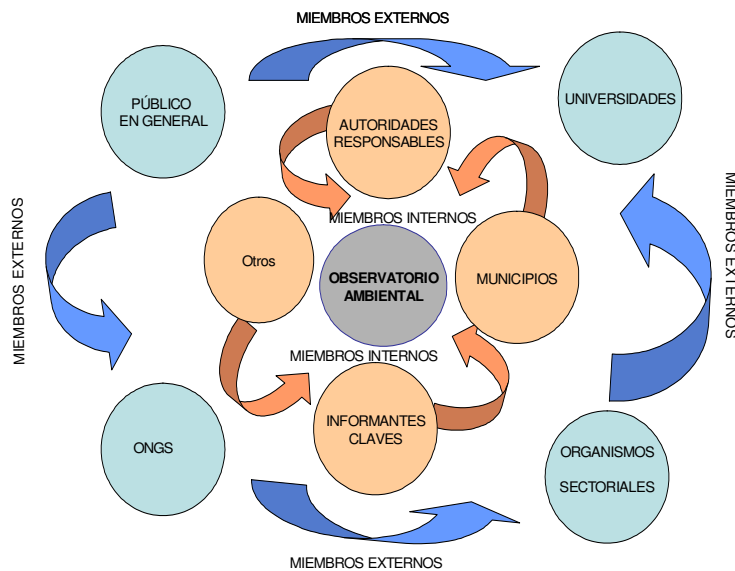 MIEMBROS EXTERNOS
PÚBLICO
EN GENERAL
UNIVERSIDADES
AUTORIDADES
RESPONSABLES
MIEMBROS EXTERNOS
MIEMBROS EXTERNOS
MIEMBROS INTERNOS
Otros
OBSERVATORIO
AMBIENTAL
MUNICIPIOS
MIEMBROS INTERNOS
INFORMANTES
CLAVES
ONGS
ORGANISMOS
SECTORIALES
MIEMBROS EXTERNOS